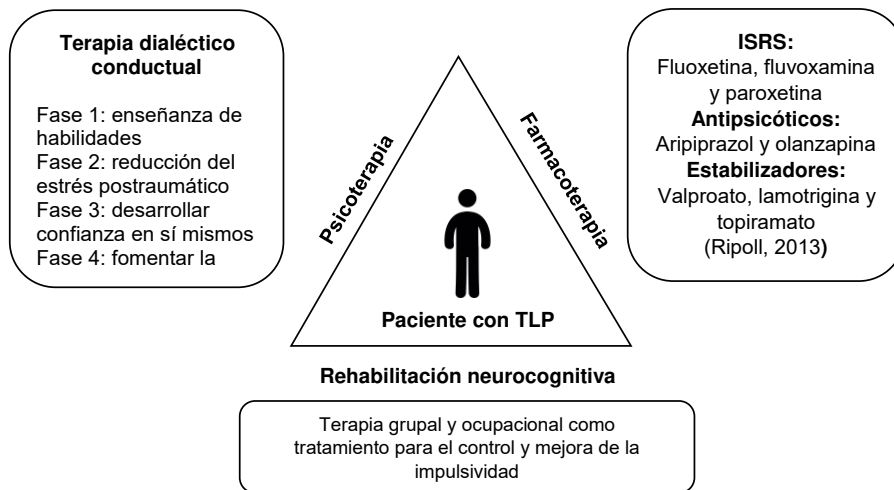 Terapia dialéctico
conductual
Fase 1: enseñanza de
habilidades
Fase 2: reducción del
estrés postraumático
Fase 3: desarrollar
confianza en sí mismos
Fase 4: fomentar la
Psicoterapia
Farmacoterapia
ISRS:
Fluoxetina, fluvoxamina
y paroxetina
Antipsicóticos:
Aripiprazol y olanzapina
Estabilizadores:
Valproato, lamotrigina y
topiramato
(Ripoll, 2013)
Paciente con TLP
Rehabilitación neurocognitiva
Terapia grupal y ocupacional como
tratamiento para el control y mejora de la
impulsividad